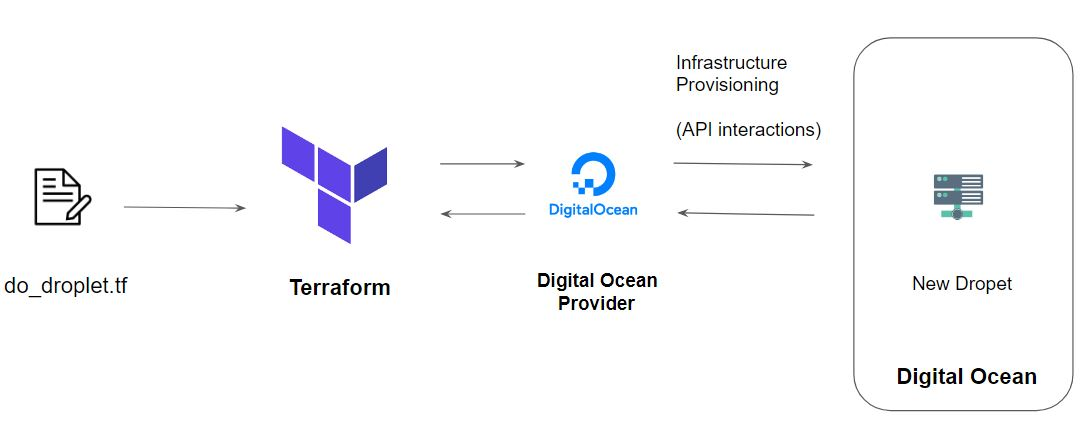 Infrastructure
Provisioning
(API interactions)
DigitalOcean
do_droplet.tf
Terraform
Digital Ocean
Provider
New Dropet
Digital Ocean